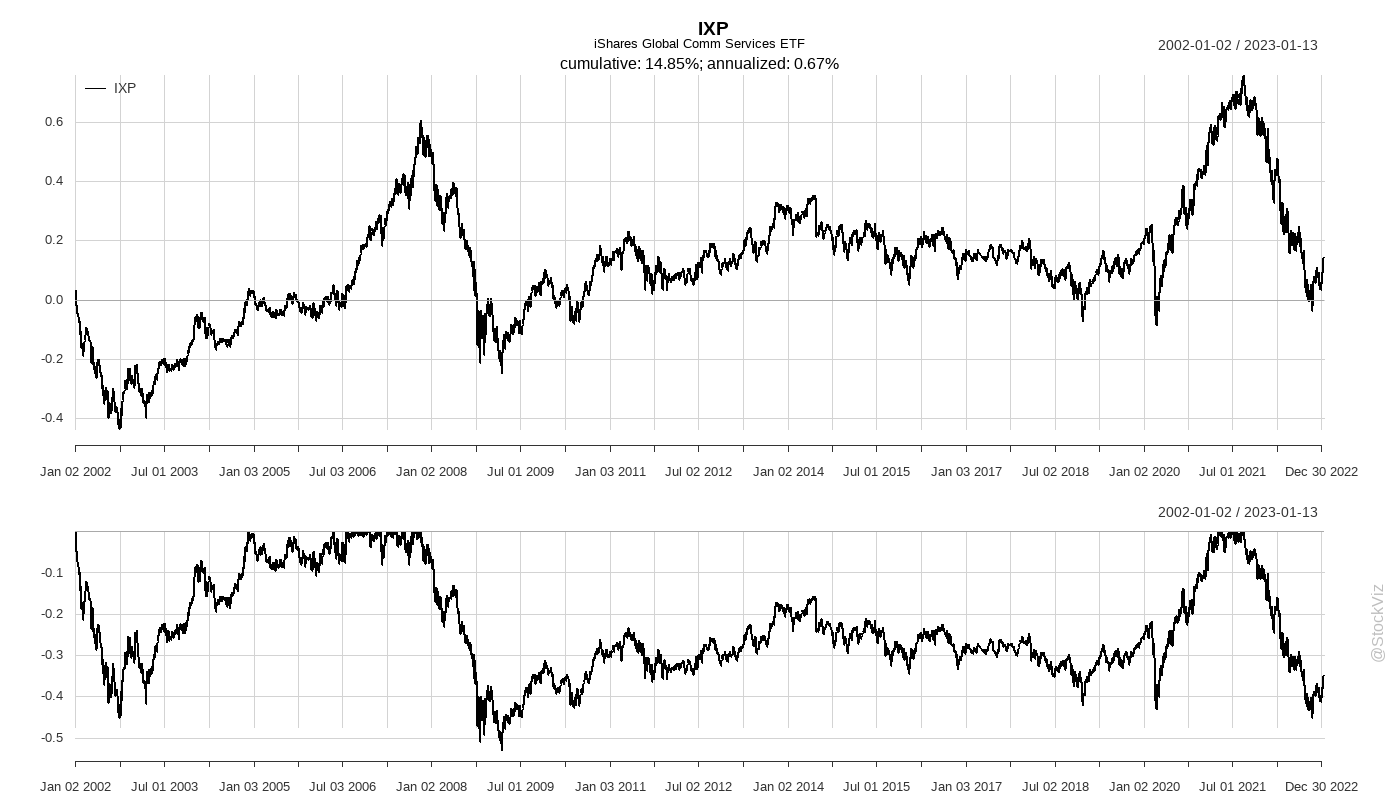 IXP
iShares Global Comm Services ETF
cumulative: 14.85%; annualized: 0.67%
2002-01-02 / 2023-01-13
IXP
0.6
0.4
0.2
0.0
-0.2
-0.4
Jan 02 2002 Jul 01 2003 Jan 03 2005 Jul 03 2006 Jan 02 2008 Jul 01 2009 Jan 03 2011 Jul 02 2012 Jan 02 2014 Jul 01 2015 Jan 03 2017 Jul 02 2018 Jan 02 2020 Jul 01 2021 Dec 30 2022
2002-01-02 / 2023-01-13
-0.1
-0.2
-0.3
-0.4
-0.5
Jan 02 2002 Jul 01 2003 Jan 03 2005 Jul 03 2006 Jan 02 2008 Jul 01 2009 Jan 03 2011 Jul 02 2012 Jan 02 2014 Jul 01 2015 Jan 03 2017 Jul 02 2018 Jan 02 2020 Jul 01 2021 Dec 30 2022
@StockViz